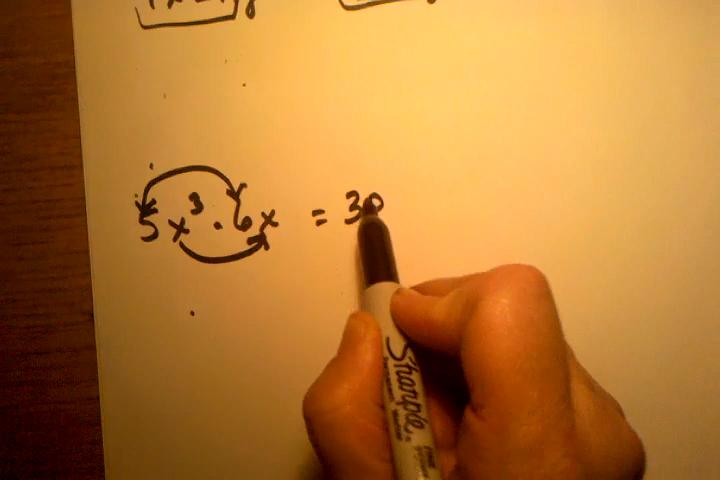 5x³ · 6x = 30
Sharpie